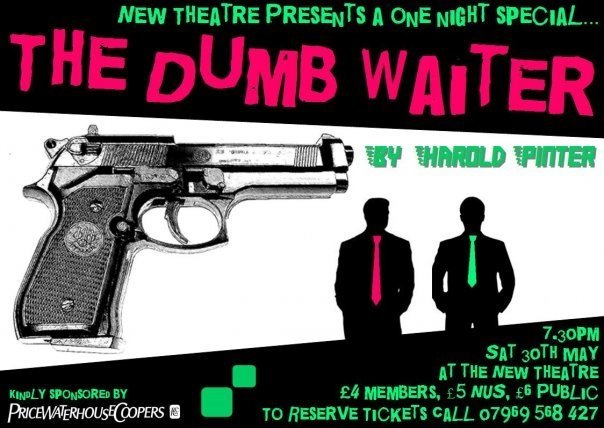 NEW THEATRE PRESENTS A ONE NIGHT SPECIAL...
THE DUMB WAITER
BY HAROLD PINTER
7.30PM
SAT 30TH MAY
AT THE NEW THEATRE
£4 MEMBERS, £5 NUS, £6 PUBLIC
TO RESERVE TICKETS CALL 07969 568 427
KINDLY SPONSORED BY
PRICEWATERHOUSECOOPERS